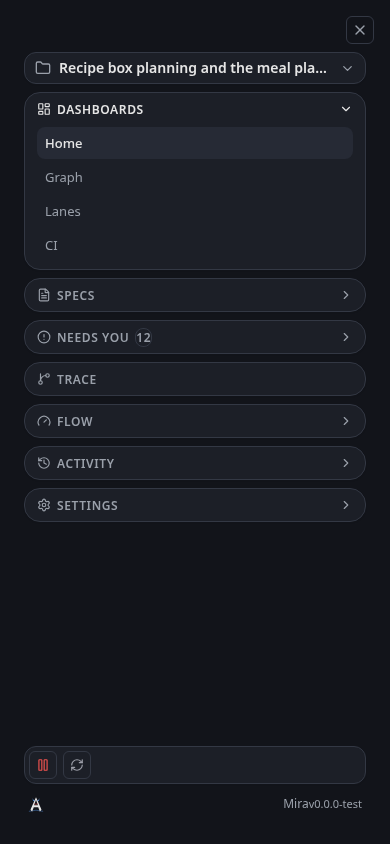 Recipe box planning and the meal pla...
DASHBOARDS
Home
Graph
Lanes
CI
SPECS
NEEDS YOU 12
TRACE
FLOW
ACTIVITY
SETTINGS
A
Mirav0.0.0-test